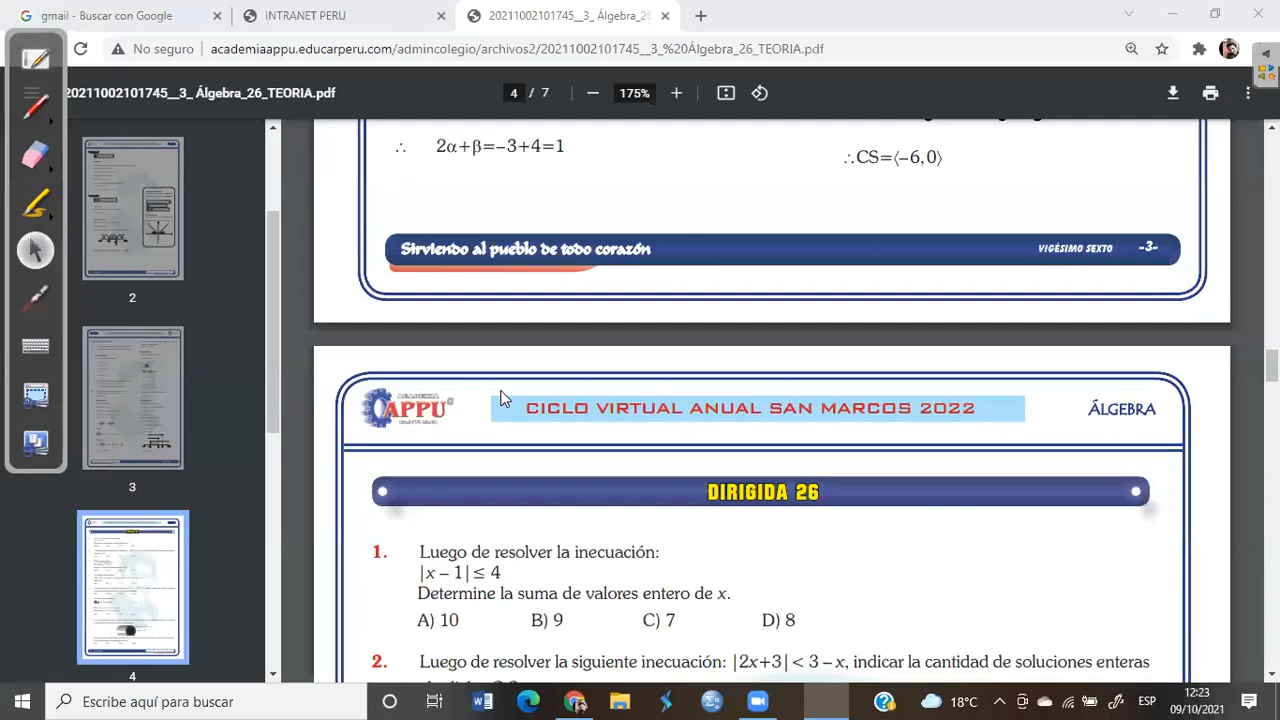 gmail - Buscar con Google
INTRANET PERU
20211002101745__3_ Álgebra_26
No seguro
academiaappu.educarperu.com/admincolegio/archivos2/20211002101745__3_%20Álgebra_26_TEORIA.pdf
20211002101745__3_ Álgebra_26_TEORIA.pdf
4 / 7
175%
2
3
4
∴ 2α+β=–3+4=1
∴CS=⟨–6,0⟩
Sirviendo al pueblo de todo corazón
VIGÉSIMO SEXTO -3-
ACADEMIA
APPU
CICLO VIRTUAL ANUAL SAN MARCOS 2022
ÁLGEBRA
DIRIGIDA 26
1. Luego de resolver la inecuación:
|x – 1| ≤ 4
Determine la suma de valores entero de x.
A) 10 B) 9 C) 7 D) 8
2. Luego de resolver la siguiente inecuación: |2x+3| < 3 – x, indicar la cantidad de soluciones enteras
Escribe aquí para buscar
18°C
ESP
12:23
09/10/2021